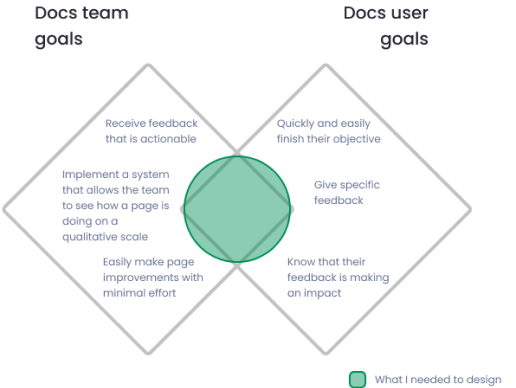 Docs team
goals
Docs user
goals
Receive feedback
that is actionable
Implement a system
that allows the team
to see how a page is
doing on a
qualitative scale
Easily make page
improvements with
minimal effort
Quickly and easily
finish their objective
Give specific
feedback
Know that their
feedback is making
an impact
What I needed to design